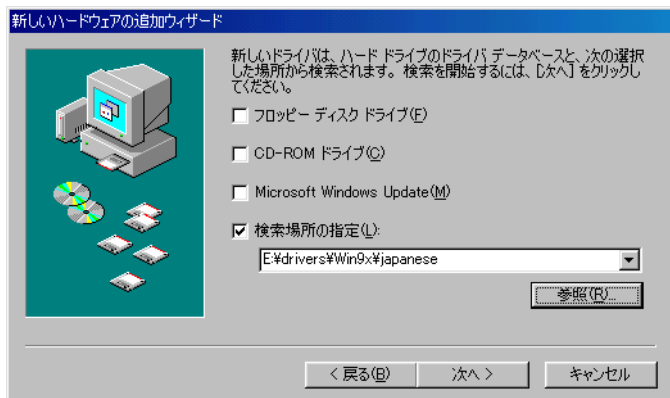 新しいハードウェアの追加ウィザード
新しいドライバは、ハード ドライブのドライバ データベースと、次の選択
した場所から検索されます。検索を開始するには、[次へ] をクリックし
てください。
フロッピー ディスク ドライブ(F)
CD-ROM ドライブ(C)
Microsoft Windows Update(M)
検索場所の指定(L):
E:¥drivers¥Win9x¥japanese
参照(R)...
< 戻る(B)
次へ >
キャンセル